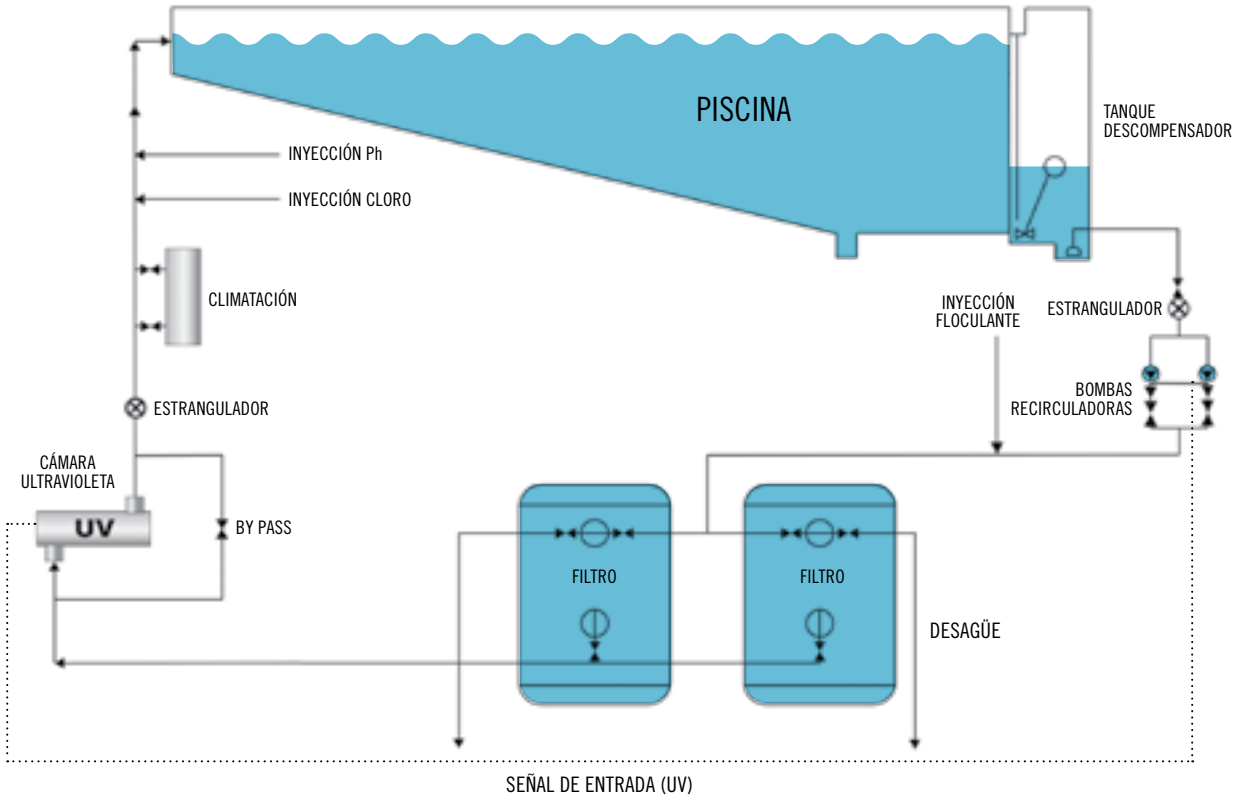 PISCINA
TANQUE
DESCOMPENSADOR
INYECCIÓN Ph
INYECCIÓN CLORO
CLIMATACIÓN
INYECCIÓN
FLOCULANTE
ESTRANGULADOR
BOMBAS
RECIRCULADORAS
ESTRANGULADOR
CÁMARA
ULTRAVIOLETA
UV
BY PASS
FILTRO
FILTRO
DESAGÜE
SEÑAL DE ENTRADA (UV)